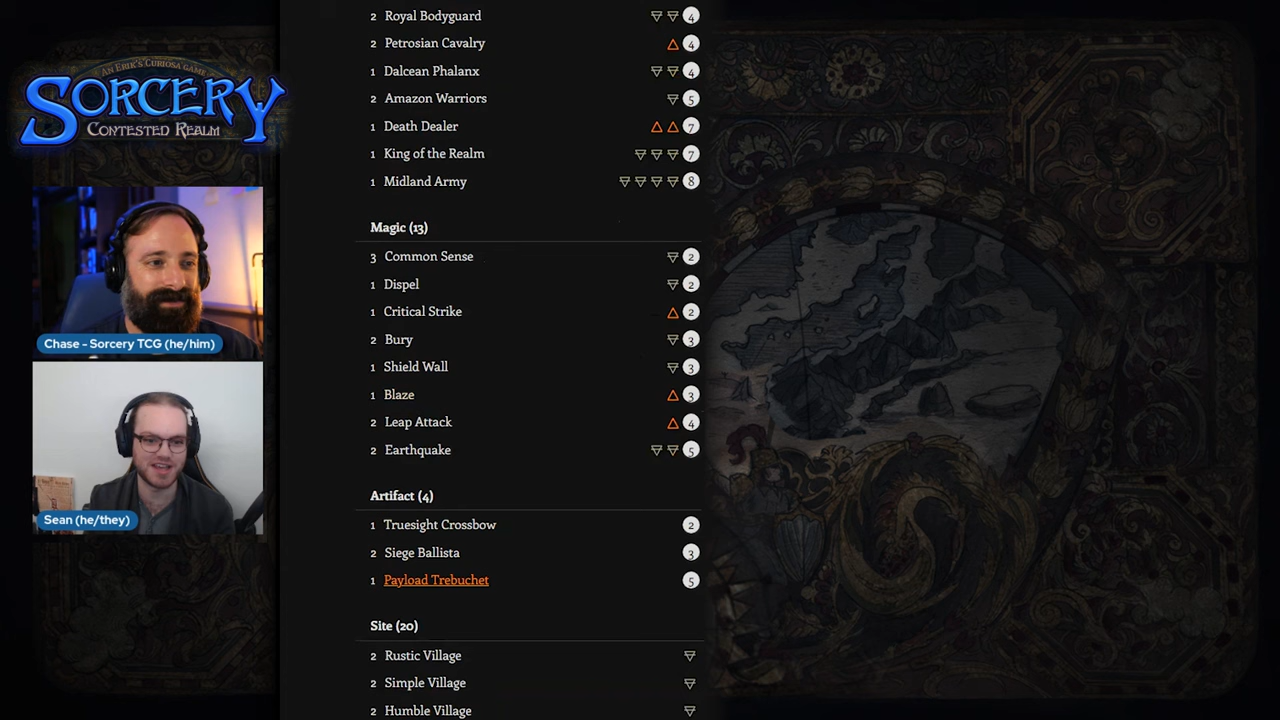 AN ERIK'S CURIOSA GAME
SORCERY
CONTESTED REALM
Chase - Sorcery TCG (he/him)
Sean (he/they)
2 Royal Bodyguard 4
2 Petrosian Cavalry 4
1 Dalcean Phalanx 4
2 Amazon Warriors 5
1 Death Dealer 7
1 King of the Realm 7
1 Midland Army 8
Magic (13)
3 Common Sense 2
1 Dispel 2
1 Critical Strike 2
2 Bury 3
1 Shield Wall 3
1 Blaze 3
2 Leap Attack 4
2 Earthquake 5
Artifact (4)
1 Truesight Crossbow 2
2 Siege Ballista 3
1 Payload Trebuchet 5
Site (20)
2 Rustic Village
2 Simple Village
2 Humble Village